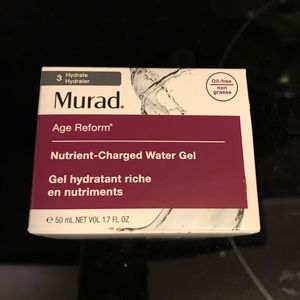 3 Hydrate
Hydrater
Oil-free
non
grasse
Murad.
Age Reform®
Nutrient-Charged Water Gel
Gel hydratant riche
en nutriments
℮ 50 mL NET VOL 1.7 FL OZ